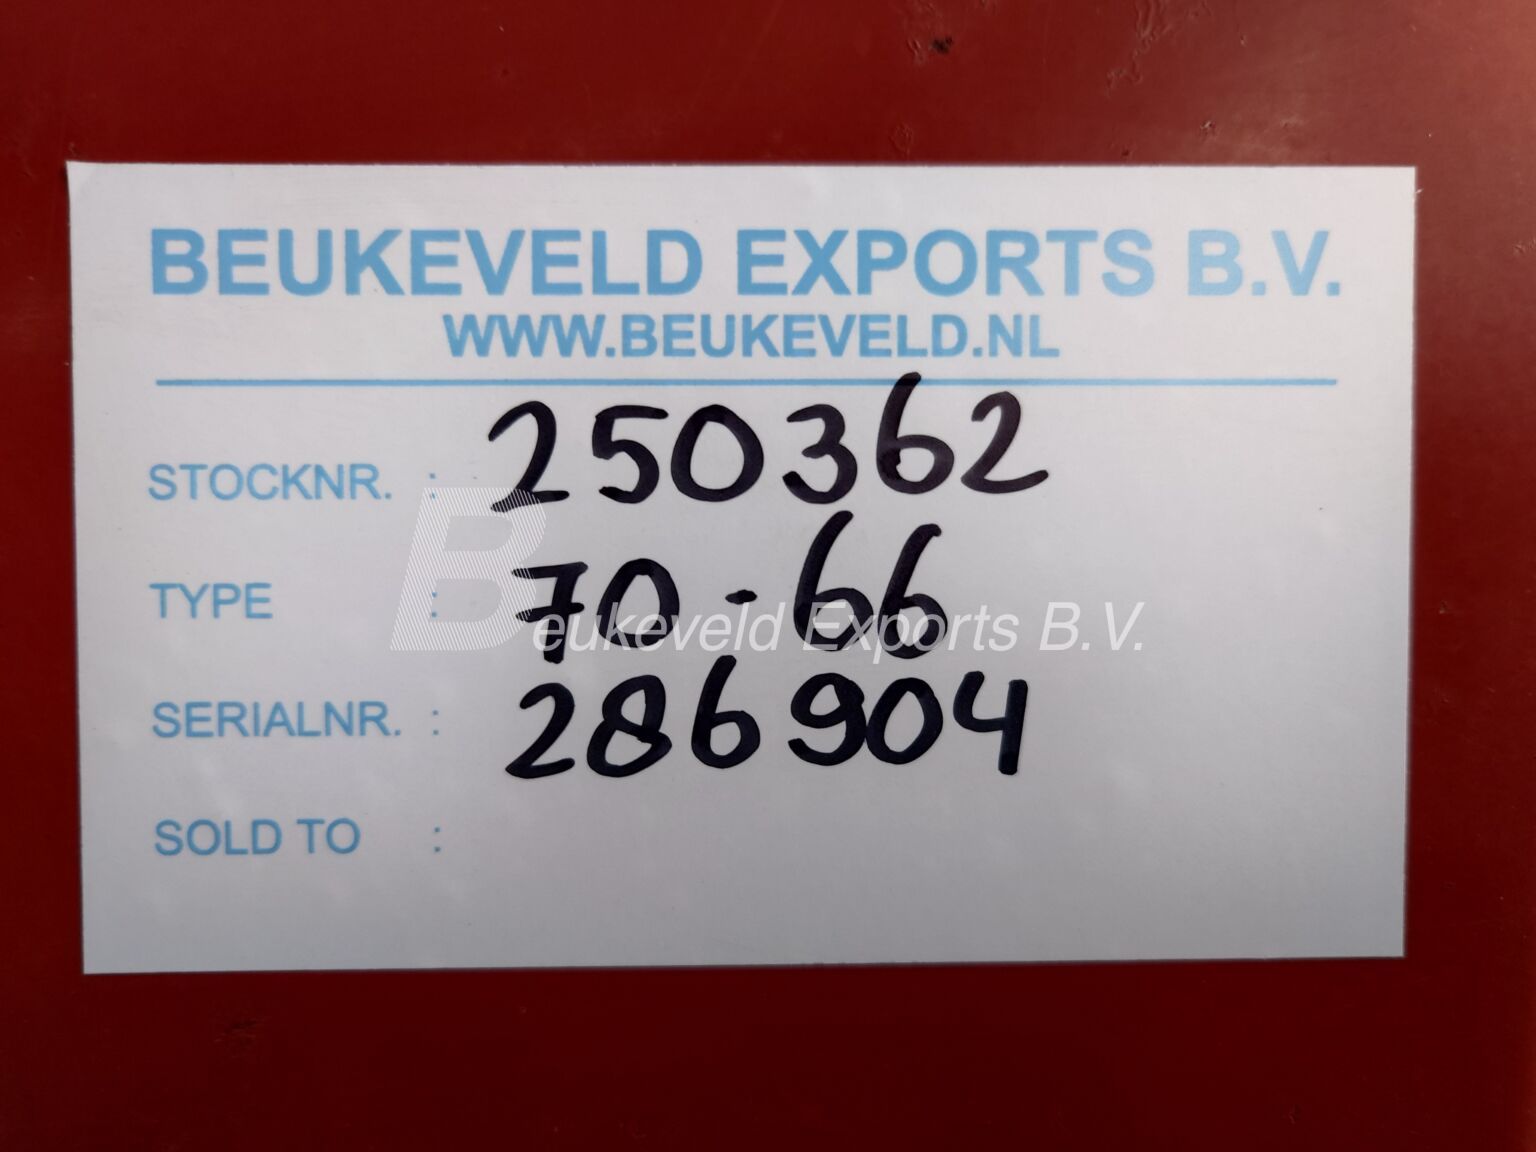 BEUKEVELD EXPORTS B.V.
WWW.BEUKEVELD.NL
STOCKNR. : 250362
TYPE : 70-66
Beukeveld Exports B.V.
SERIALNR. : 286904
SOLD TO :